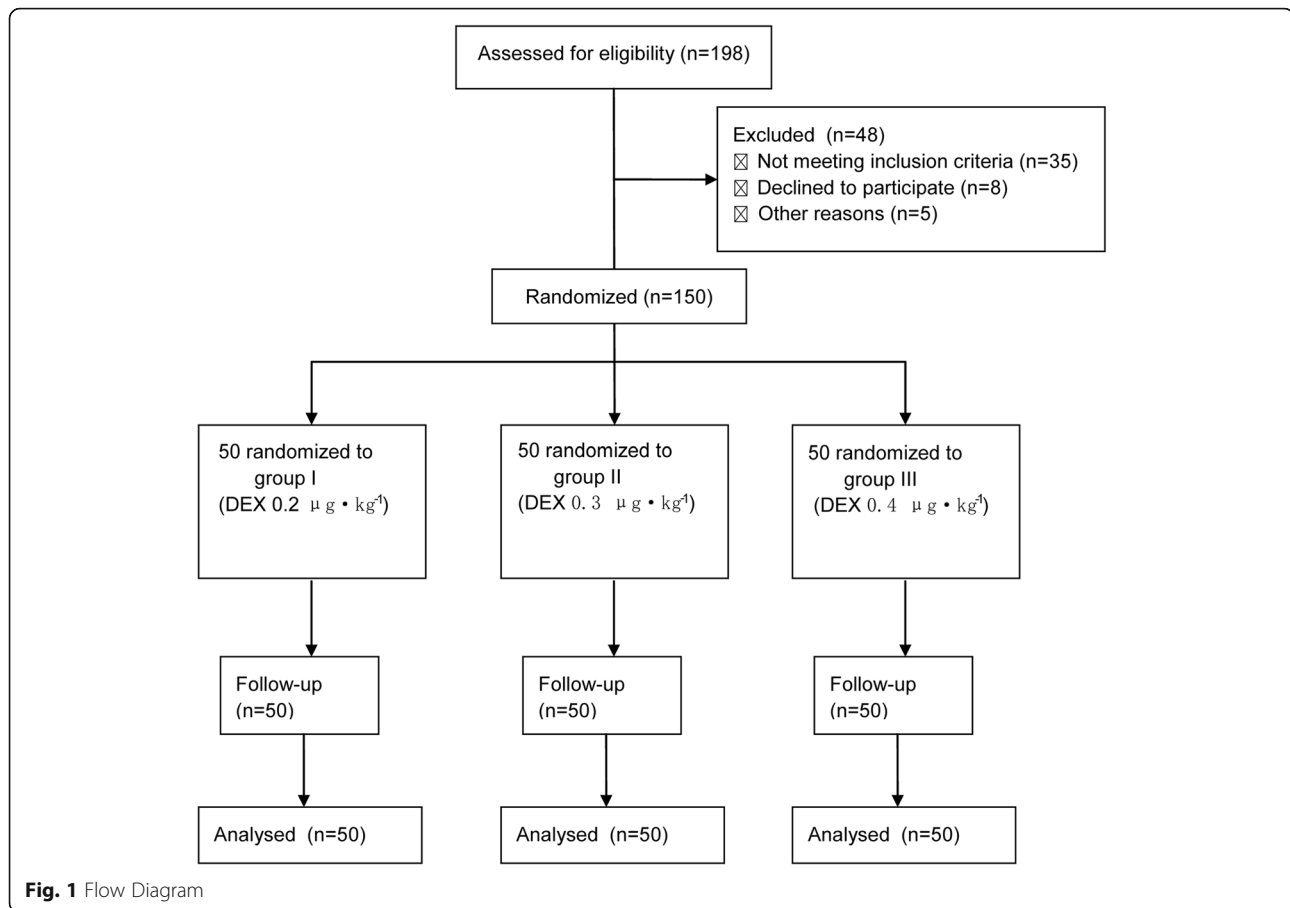 Assessed for eligibility (n=198)
Excluded (n=48)
☒ Not meeting inclusion criteria (n=35)
☒ Declined to participate (n=8)
☒ Other reasons (n=5)
Randomized (n=150)
50 randomized to
group I
(DEX 0.2 μg•kg⁻¹)
50 randomized to
group II
(DEX 0.3 μg•kg⁻¹)
50 randomized to
group III
(DEX 0.4 μg•kg⁻¹)
Follow-up
(n=50)
Follow-up
(n=50)
Follow-up
(n=50)
Analysed (n=50)
Analysed (n=50)
Analysed (n=50)
Fig. 1 Flow Diagram